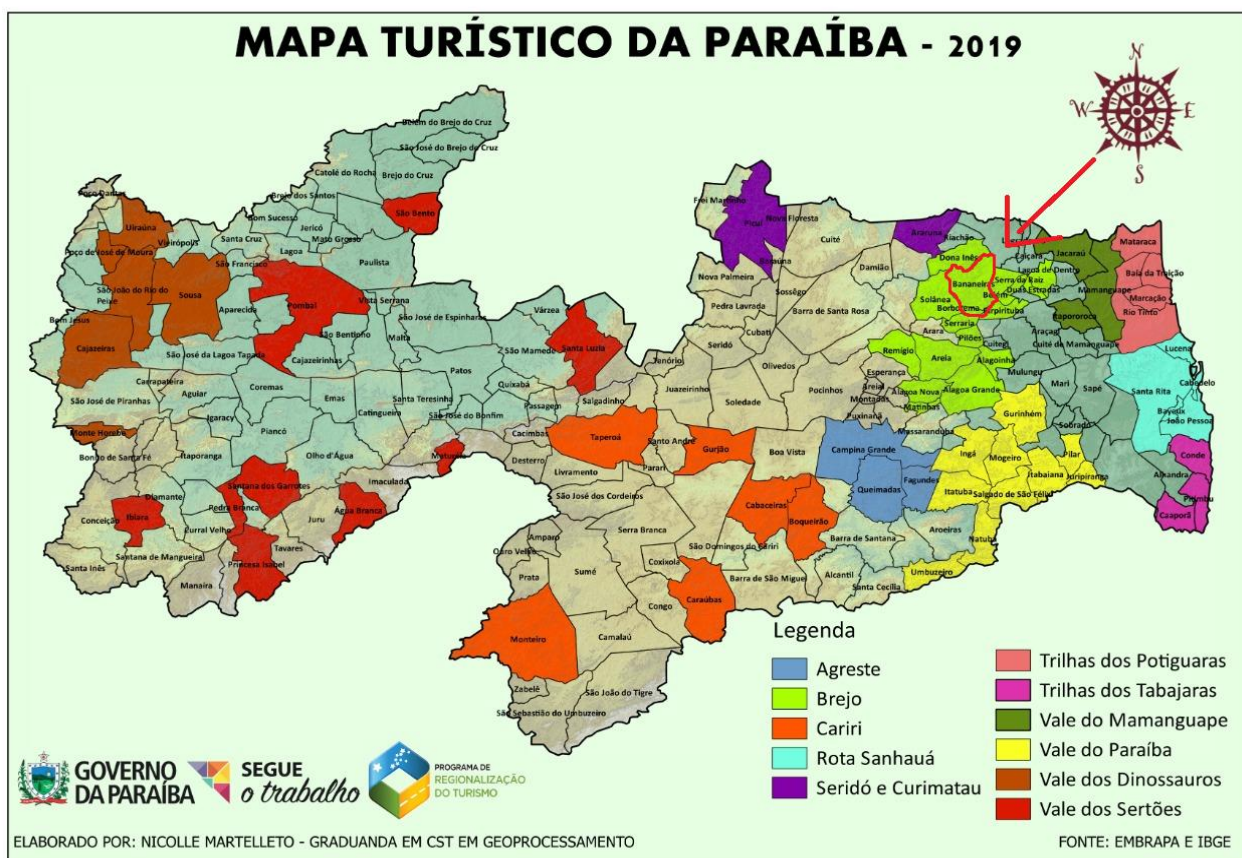 MAPA TURÍSTICO DA PARAÍBA - 2019
N
W
E
S
Belém do Brejo do Cruz
São José do Brejo do Cruz
Catolé do Rocha
Brejo do Cruz
Brejo dos Santos
São Bento
Poço Dantas
Uiraúna
Bom Sucesso
Jericó
Vieirópolis
Santa Cruz
Mato Grosso
Poço de José de Moura
Lagoa
São Francisco
Paulista
São João do Rio do
Peixe
Sousa
Pombal
Vista Serrana
Aparecida
São José de Espinharas
Bom Jesus
São Bentinho
Malta
Várzea
Cajazeiras
São José da Lagoa Tapada
Cajazeirinhas
São Mamede
Santa Luzia
Carrapateira
Coremas
Patos
São José de Piranhas
Aguiar
Emas
Santa Teresinha
Quixabá
Igaracy
Catingueira
São José do Bonfim
Passagem
Salgadinho
Monte Horebe
Piancó
Cacimbas
Bonito de Santa Fé
Itaporanga
Olho d'Água
Maturéia
Desterro
Imaculada
Santana dos Garrotes
Diamante
Pedra Branca
Água Branca
Conceição
Ibiara
Curral Velho
Juru
Tavares
Santana de Mangueira
Princesa Isabel
Santa Inês
Manaíra
Frei Martinho
Picuí
Nova Floresta
Cuité
Araruna
Riachão
Baraúna
Damião
Dona Inês
Caiçara
Jacaraú
Mataraca
Nova Palmeira
Sossêgo
Bananeiras
Lagoa de Dentro
Serra da Raiz
Baía da Traição
Pedra Lavrada
Barra de Santa Rosa
Solânea
Belém
Duas Estradas
Mamanguape
Marcação
Borborema
Pirpirituba
Itapororoca
Rio Tinto
Cubati
Arara
Serraria
Pilões
Araçagi
Seridó
Cuitegi
Cuité de Mamanguape
Tenório
Olivedos
Remígio
Areia
Alagoinha
Mulungu
Lucena
Juazeirinho
Pocinhos
Esperança
Areial
Montadas
Alagoa Nova
Alagoa Grande
Mari
Sapé
Santa Rita
Cabedelo
Soledade
Puxinanã
Matinhas
Gurinhém
Bayeux
João Pessoa
Sobrado
Massaranduba
Taperoá
Santo André
Gurjão
Boa Vista
Campina Grande
Ingá
Mogeiro
Pilar
Conde
Livramento
Parari
Fagundes
Itabaiana
Juripiranga
Alhandra
Pitimbu
São José dos Cordeiros
Queimadas
Itatuba
Salgado de São Félix
Caaporã
Cabaceiras
Boqueirão
Serra Branca
Aroeiras
Natuba
Amparo
Ouro Velho
São Domingos do Cariri
Barra de Santana
Coxixola
Prata
Sumé
Barra de São Miguel
Alcantil
Umbuzeiro
Santa Cecília
Caraúbas
Congo
Monteiro
Camalaú
Zabelê
São João do Tigre
São Sebastião do Umbuzeiro
Legenda
Agreste
Brejo
Cariri
Rota Sanhauá
Seridó e Curimatau
Trilhas dos Potiguaras
Trilhas dos Tabajaras
Vale do Mamanguape
Vale do Paraíba
Vale dos Dinossauros
Vale dos Sertões
GOVERNO
DA PARAÍBA
SEGUE
o trabalho
PROGRAMA DE
REGIONALIZAÇÃO
DO TURISMO
ELABORADO POR: NICOLLE MARTELLETO - GRADUANDA EM CST EM GEOPROCESSAMENTO
FONTE: EMBRAPA E IBGE